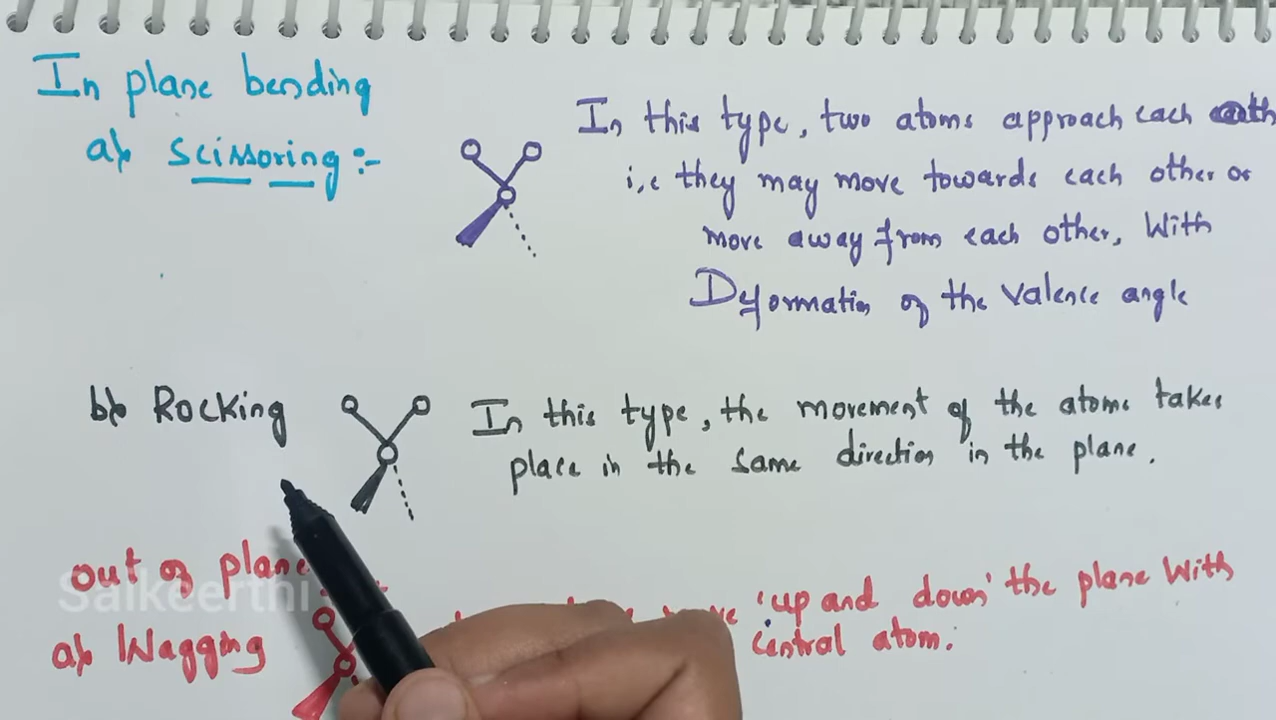 In plane bending
a) Scissoring :-
In this type, two atoms approach each oth
i,e they may move towards each other or
move away from each other, With
Deformation of the valence angle
b) Rocking
In this type, the movement of the atoms takes
place in the same direction in the plane.
out of plane
'up and down' the plane With
a) Wagging
central atom.
Saikeerthi